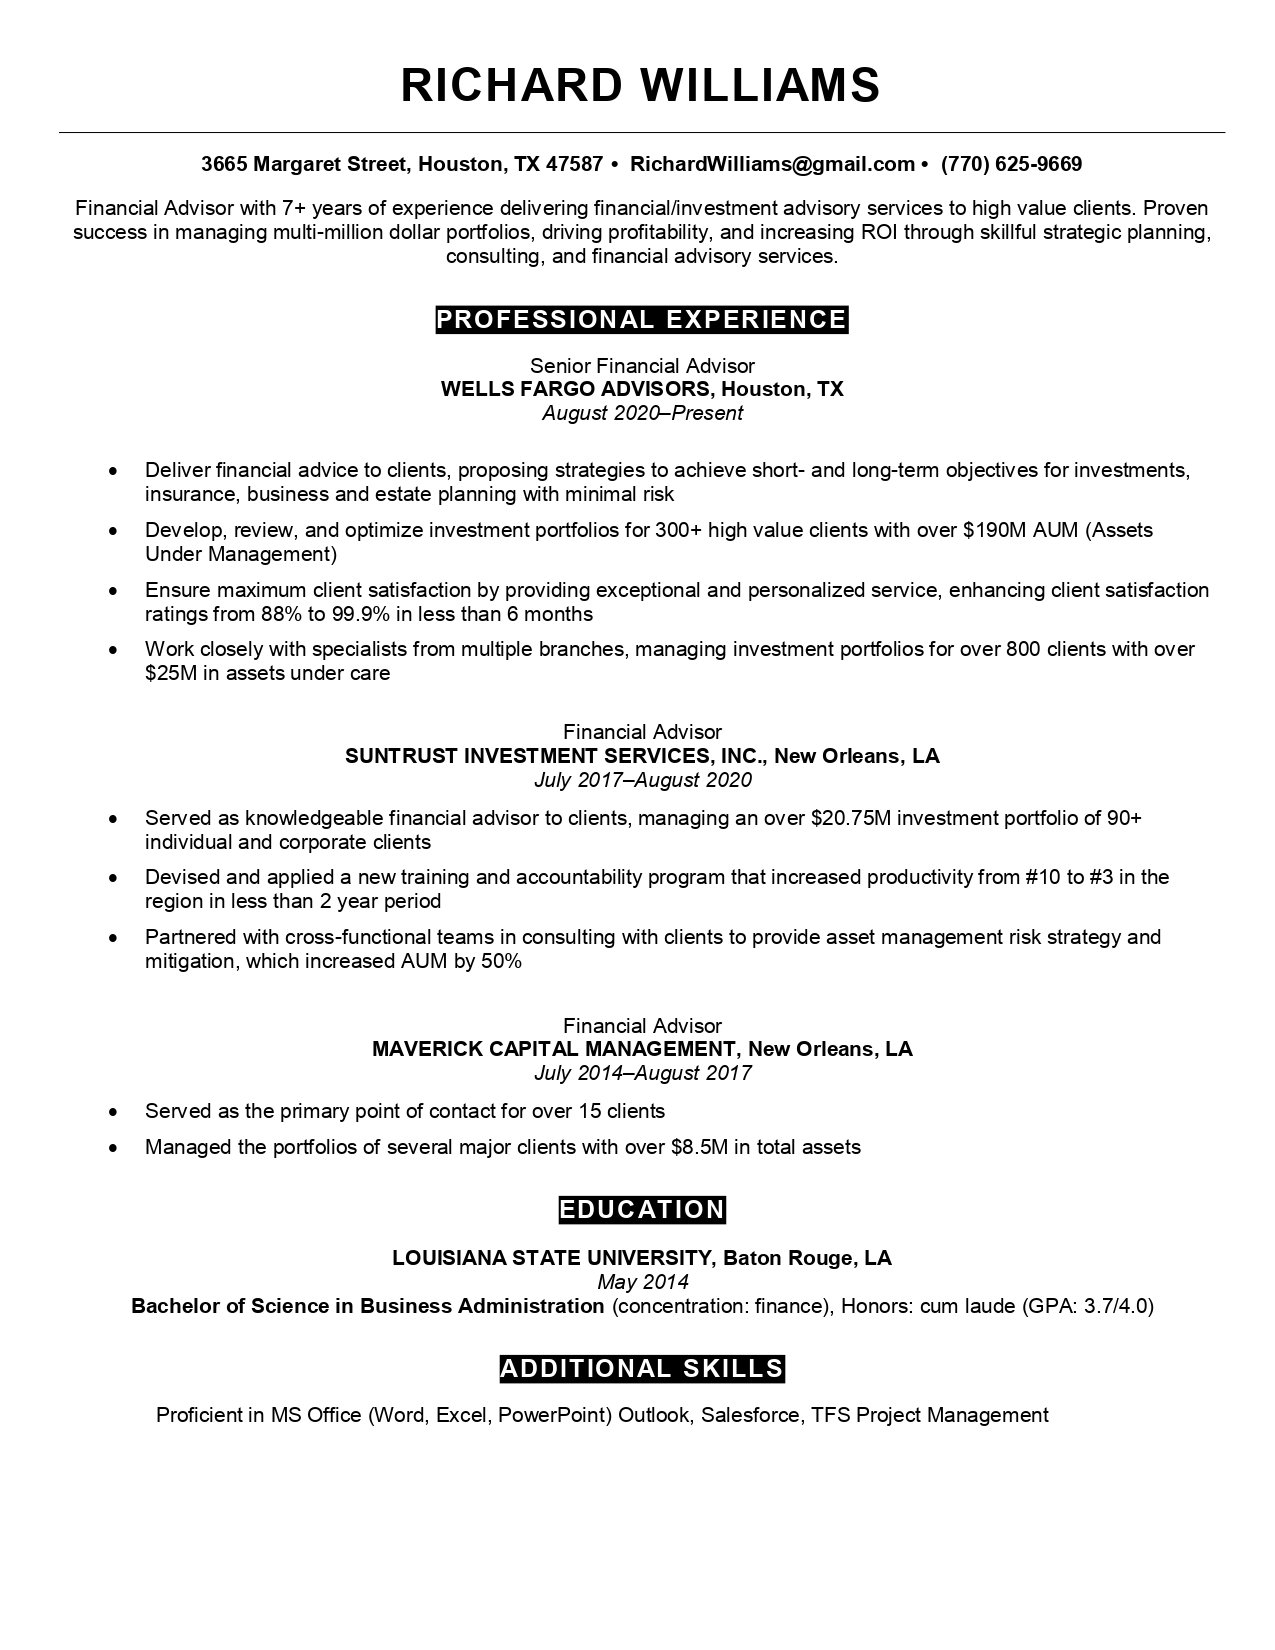 RICHARD WILLIAMS
3665 Margaret Street, Houston, TX 47587 • RichardWilliams@gmail.com • (770) 625-9669
Financial Advisor with 7+ years of experience delivering financial/investment advisory services to high value clients. Proven
success in managing multi-million dollar portfolios, driving profitability, and increasing ROI through skillful strategic planning,
consulting, and financial advisory services.
PROFESSIONAL EXPERIENCE
Senior Financial Advisor
WELLS FARGO ADVISORS, Houston, TX
August 2020–Present
• Deliver financial advice to clients, proposing strategies to achieve short- and long-term objectives for investments,
insurance, business and estate planning with minimal risk
• Develop, review, and optimize investment portfolios for 300+ high value clients with over $190M AUM (Assets
Under Management)
• Ensure maximum client satisfaction by providing exceptional and personalized service, enhancing client satisfaction
ratings from 88% to 99.9% in less than 6 months
• Work closely with specialists from multiple branches, managing investment portfolios for over 800 clients with over
$25M in assets under care
Financial Advisor
SUNTRUST INVESTMENT SERVICES, INC., New Orleans, LA
July 2017–August 2020
• Served as knowledgeable financial advisor to clients, managing an over $20.75M investment portfolio of 90+
individual and corporate clients
• Devised and applied a new training and accountability program that increased productivity from #10 to #3 in the
region in less than 2 year period
• Partnered with cross-functional teams in consulting with clients to provide asset management risk strategy and
mitigation, which increased AUM by 50%
Financial Advisor
MAVERICK CAPITAL MANAGEMENT, New Orleans, LA
July 2014–August 2017
• Served as the primary point of contact for over 15 clients
• Managed the portfolios of several major clients with over $8.5M in total assets
EDUCATION
LOUISIANA STATE UNIVERSITY, Baton Rouge, LA
May 2014
Bachelor of Science in Business Administration (concentration: finance), Honors: cum laude (GPA: 3.7/4.0)
ADDITIONAL SKILLS
Proficient in MS Office (Word, Excel, PowerPoint) Outlook, Salesforce, TFS Project Management